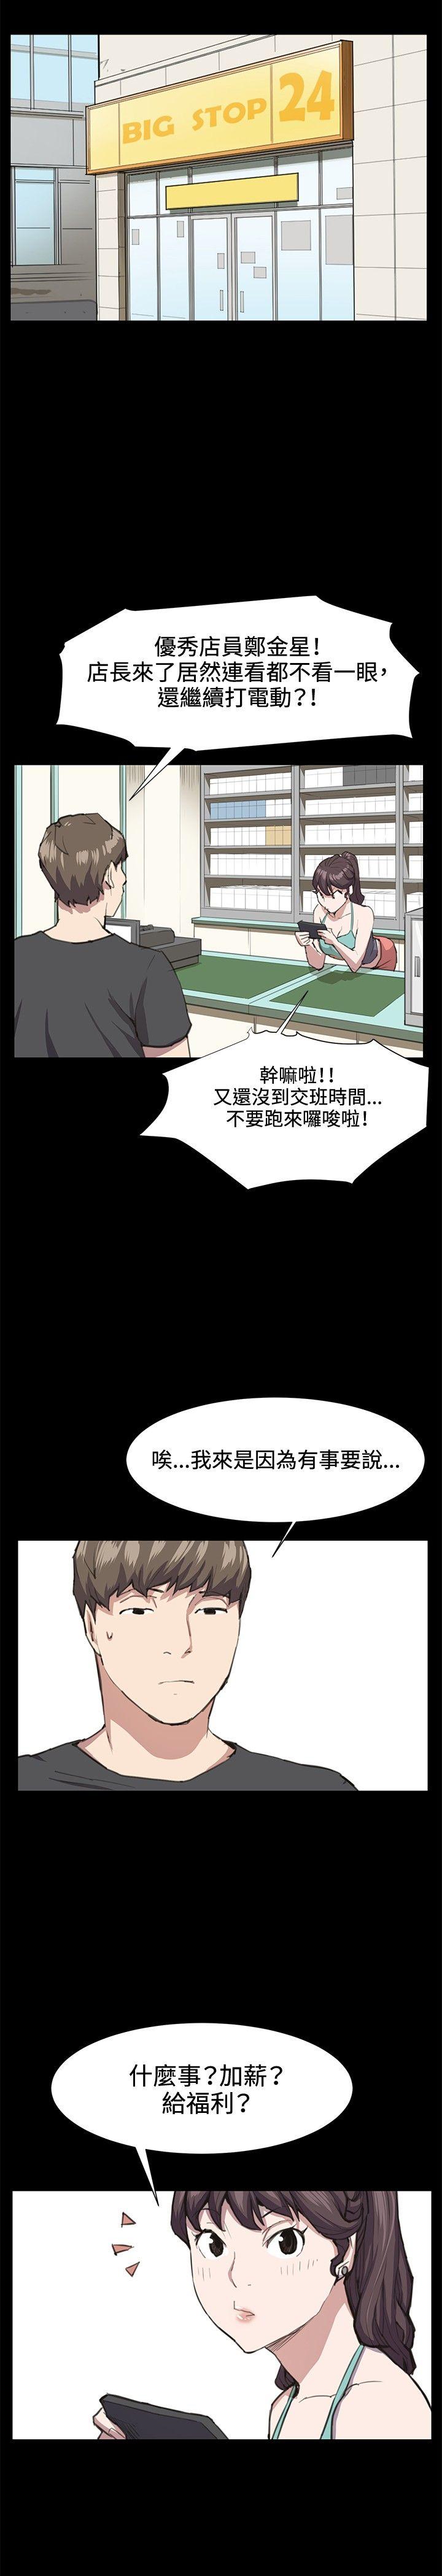 BIG STOP 24
優秀店員鄭金星!
店長來了居然連看都不看一眼,
還繼續打電動?!
幹嘛啦!!
又還沒到交班時間...
不要跑來囉唆啦!
唉...我來是因為有事要說...
什麼事?加薪?
給福利?